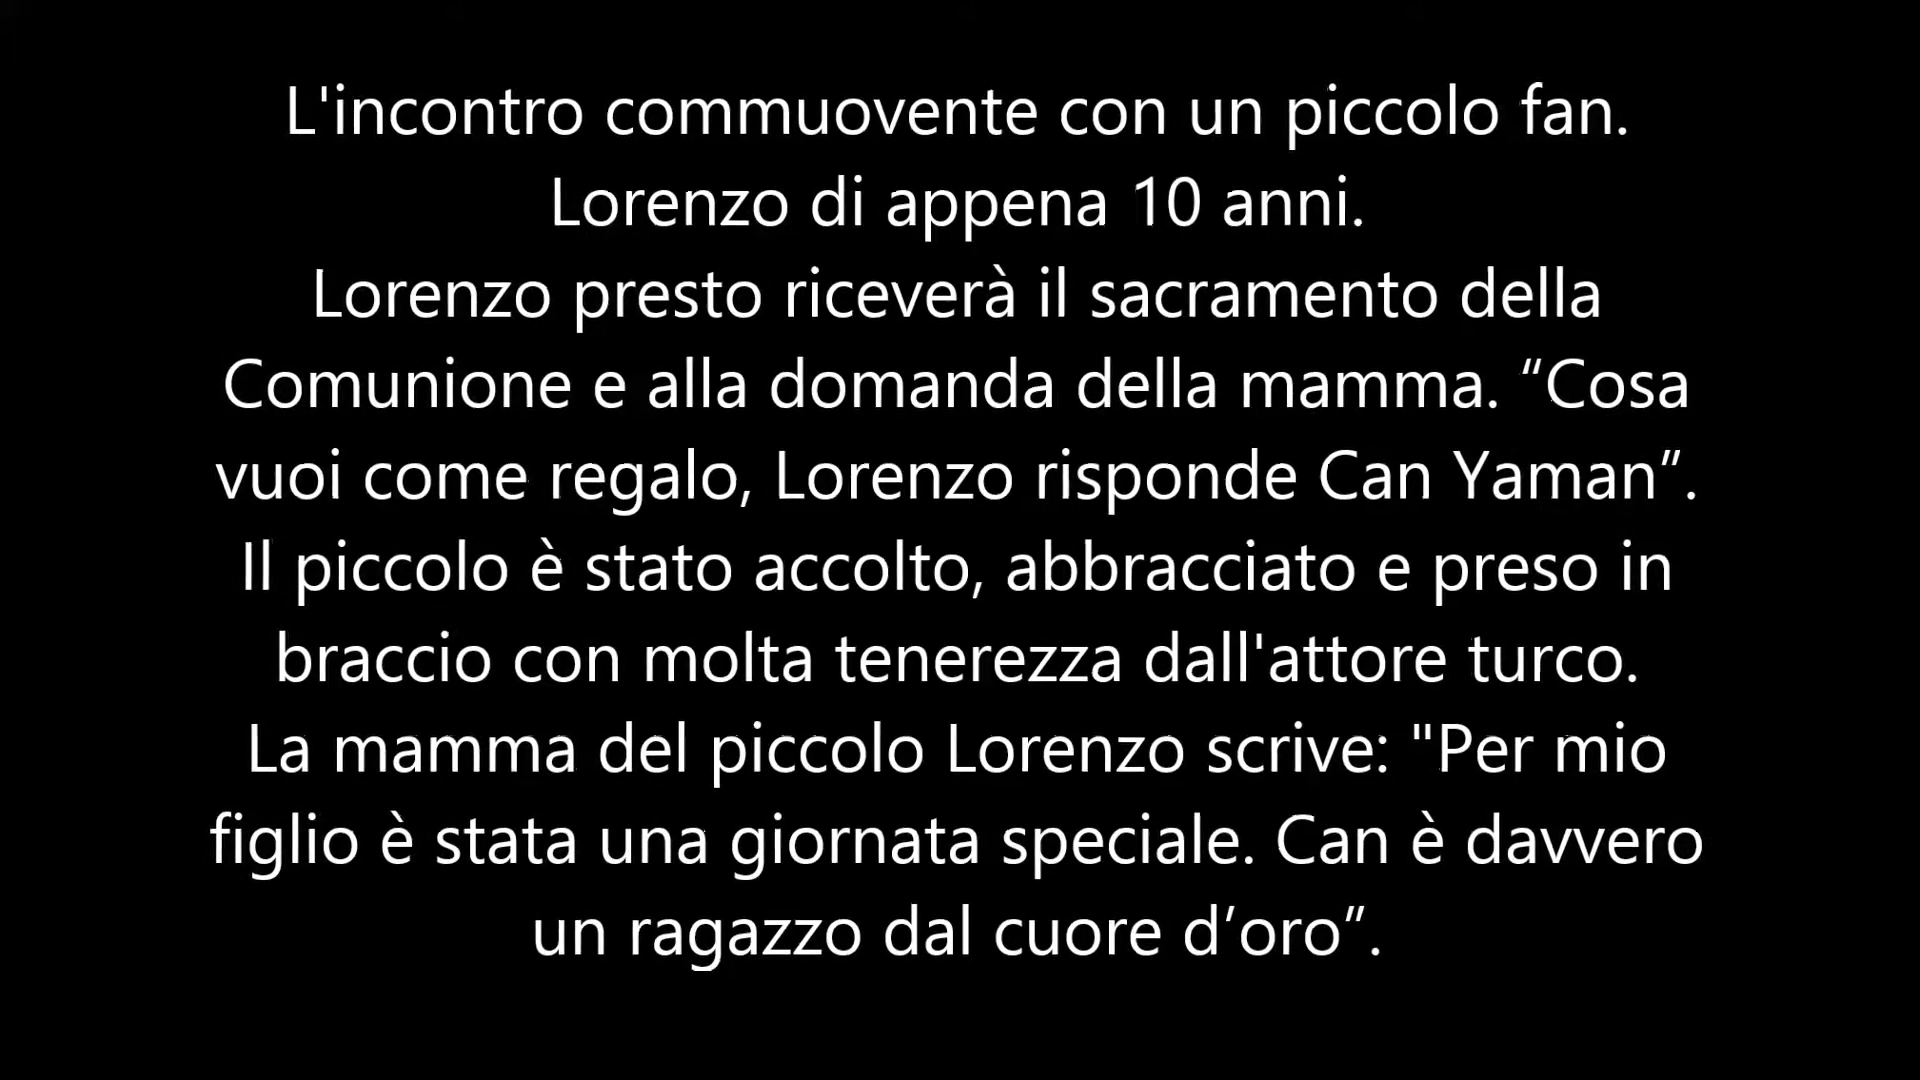 L'incontro commuovente con un piccolo fan.
Lorenzo di appena 10 anni.
Lorenzo presto riceverà il sacramento della
Comunione e alla domanda della mamma. “Cosa
vuoi come regalo, Lorenzo risponde Can Yaman”.
Il piccolo è stato accolto, abbracciato e preso in
braccio con molta tenerezza dall'attore turco.
La mamma del piccolo Lorenzo scrive: "Per mio
figlio è stata una giornata speciale. Can è davvero
un ragazzo dal cuore d’oro”.